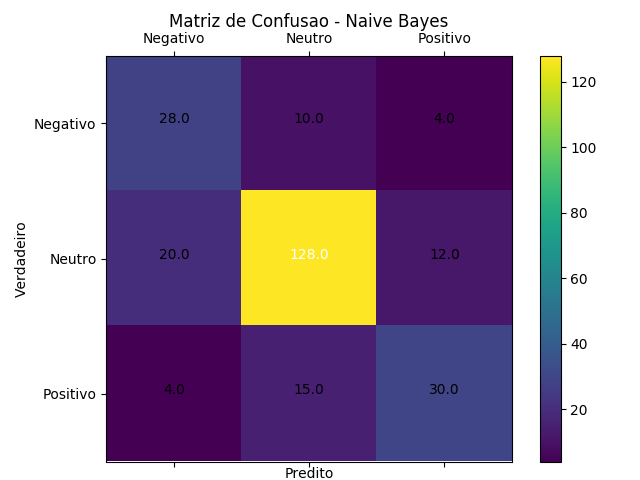 Matriz de Confusao - Naive Bayes
Negativo Neutro Positivo
Negativo 28.0 10.0 4.0
Neutro 20.0 128.0 12.0
Positivo 4.0 15.0 30.0
Verdadeiro
Predito
120
100
80
60
40
20